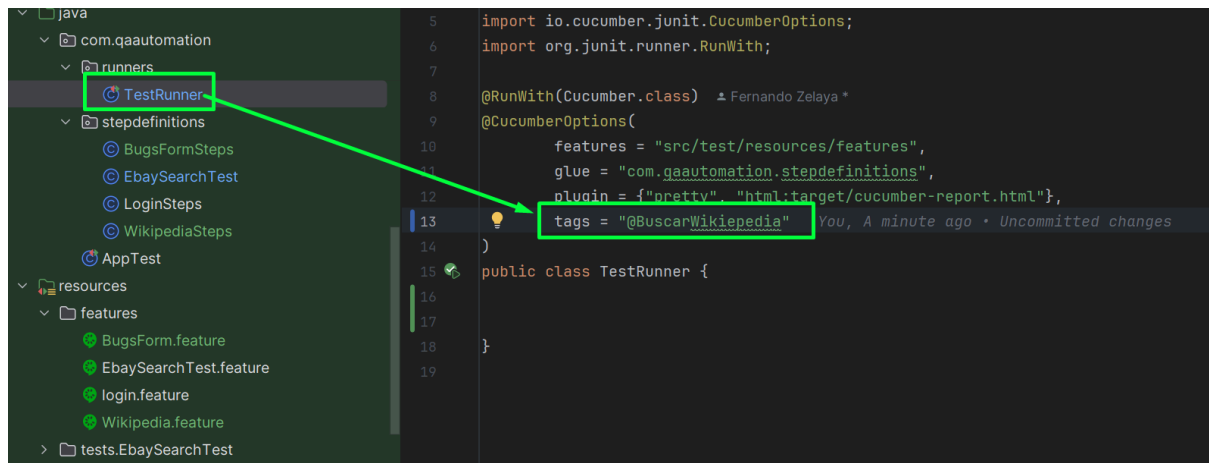 java
com.qaautomation
runners
TestRunner
stepdefinitions
BugsFormSteps
EbaySearchTest
LoginSteps
WikipediaSteps
AppTest
resources
features
BugsForm.feature
EbaySearchTest.feature
login.feature
Wikipedia.feature
tests.EbaySearchTest
5 import io.cucumber.junit.CucumberOptions;
6 import org.junit.runner.RunWith;
7
8 @RunWith(Cucumber.class) Fernando Zelaya *
9 @CucumberOptions(
10 features = "src/test/resources/features",
11 glue = "com.qaautomation.stepdefinitions",
12 plugin = {"pretty", "html:target/cucumber-report.html"},
13 tags = "@BuscarWikiepedia" You, A minute ago • Uncommitted changes
14 )
15 public class TestRunner {
16
17
18 }
19